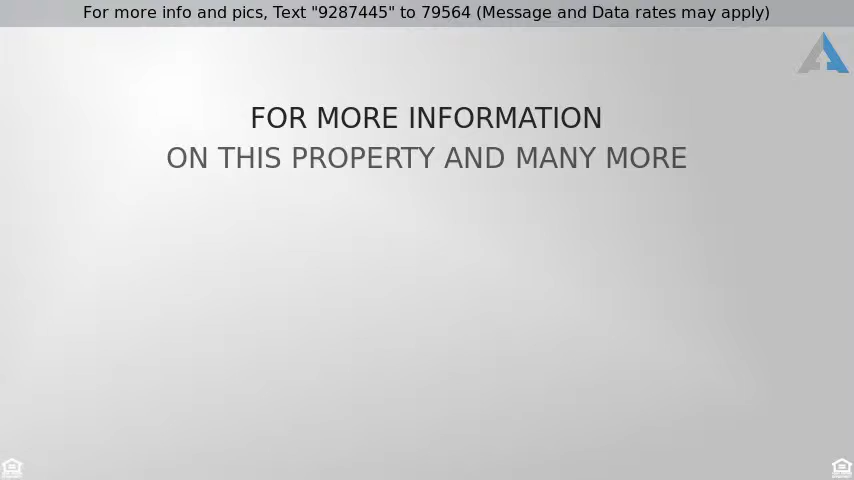 For more info and pics, Text "9287445" to 79564 (Message and Data rates may apply)
FOR MORE INFORMATION
ON THIS PROPERTY AND MANY MORE